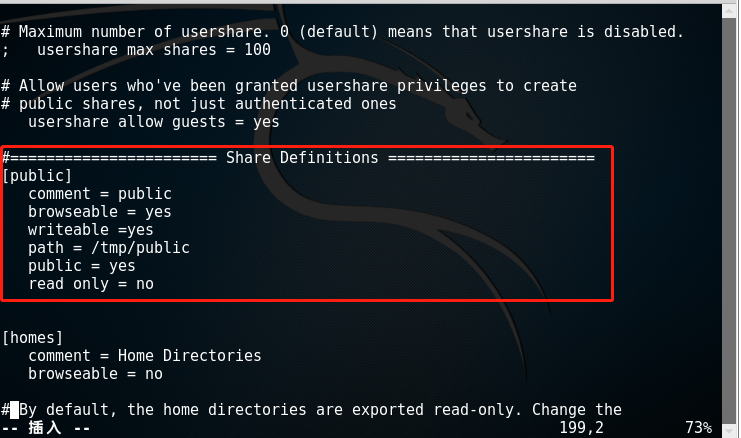 # Maximum number of usershare. 0 (default) means that usershare is disabled.
;   usershare max shares = 100
# Allow users who've been granted usershare privileges to create
# public shares, not just authenticated ones
   usershare allow guests = yes
#======================= Share Definitions =======================
[public]
   comment = public
   browseable = yes
   writeable =yes
   path = /tmp/public
   public = yes
   read only = no
[homes]
   comment = Home Directories
   browseable = no
# By default, the home directories are exported read-only. Change the
-- 插入 --                                                    199,2         73%